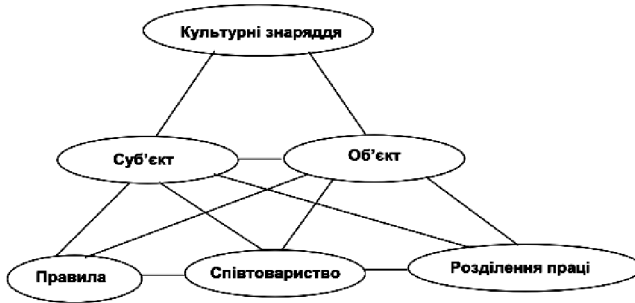 Культурні знаряддя
Суб'єкт
Об'єкт
Правила
Співтовариство
Розділення праці